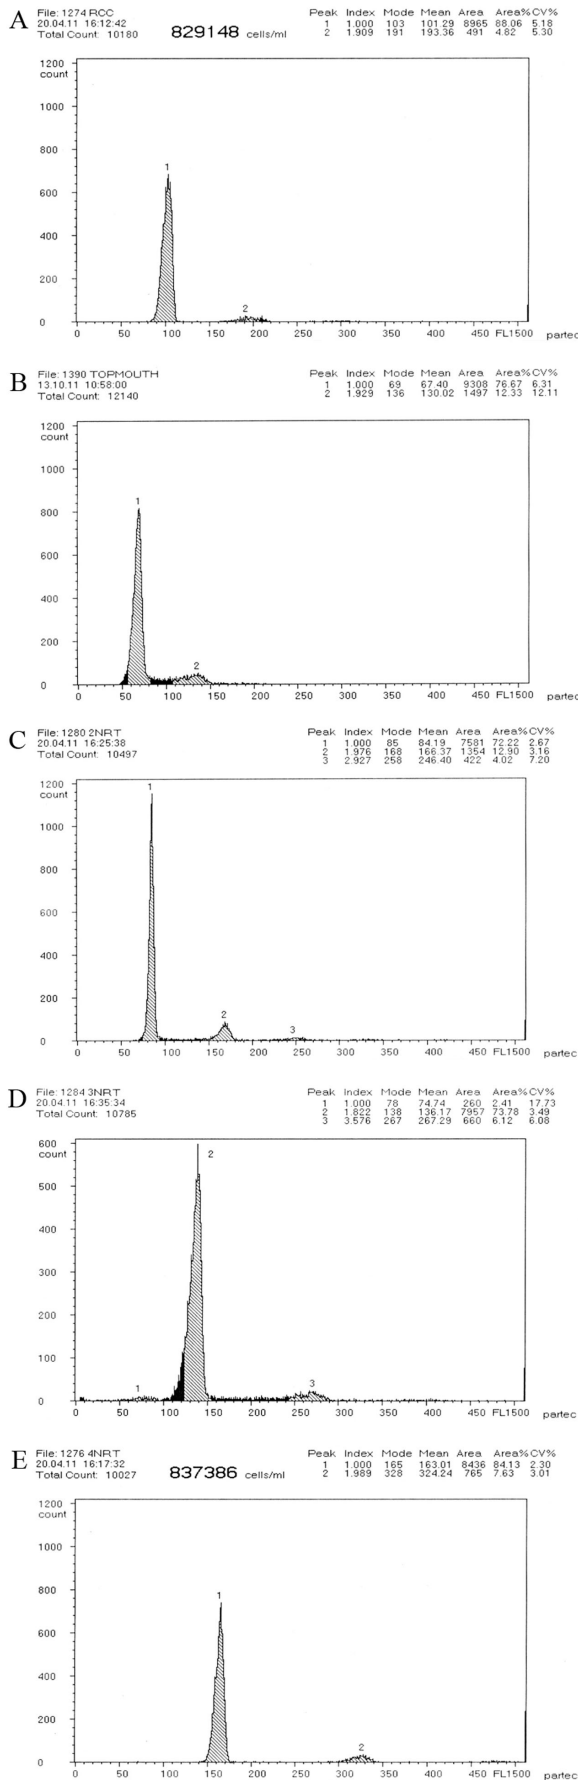 A File: 1274 RCC Peak Index Mode Mean Area Area% CV%
20.04.11 16:12:42 1 1.000 103 101.29 8965 88.06 5.18
Total Count: 10180 829148 cells/ml 2 1.909 191 193.36 491 4.82 5.30
1200
count
1000
800
1
600
400
200
2
0
0 50 100 150 200 250 300 350 400 450 FL1500 partec
B File: 1390 TOPMOUTH Peak Index Mode Mean Area Area% CV%
13.10.11 10:58:00 1 1.000 69 67.40 9308 76.67 6.31
Total Count: 12140 2 1.929 136 130.02 1497 12.33 12.11
1200
count
1000
1
800
600
400
200
2
0
0 50 100 150 200 250 300 350 400 450 FL1500 partec
C File: 1280 2NRT Peak Index Mode Mean Area Area% CV%
20.04.11 16:25:38 1 1.000 85 84.19 7581 72.22 2.67
Total Count: 10497 2 1.976 168 166.37 1354 12.90 3.16
3 2.927 258 246.40 422 4.02 7.20
1200
count
1
1000
800
600
400
200
2
3
0
0 50 100 150 200 250 300 350 400 450 FL1500 partec
D File: 1284 3NRT Peak Index Mode Mean Area Area% CV%
20.04.11 16:35:34 1 1.000 78 74.74 260 2.41 17.73
Total Count: 10785 2 1.822 138 136.17 7957 73.78 3.49
3 3.576 267 267.29 660 6.12 6.08
600
count
2
500
400
300
200
100
1
3
0
0 50 100 150 200 250 300 350 400 450 FL1500 partec
E File: 1276 4NRT Peak Index Mode Mean Area Area% CV%
20.04.11 16:17:32 1 1.000 165 163.01 8436 84.13 2.30
Total Count: 10027 837386 cells/ml 2 1.989 328 324.24 765 7.63 3.01
1200
count
1000
800
1
600
400
200
2
0
0 50 100 150 200 250 300 350 400 450 FL1500 partec